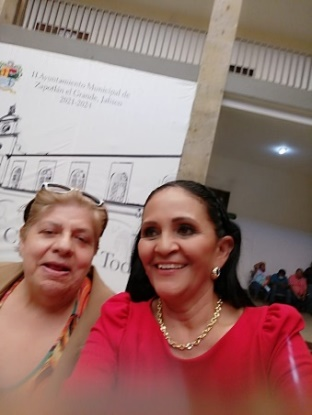 H Ayuntamiento Municipal de
Zapotlán el Grande, Jalisco
2021-2024
Tod